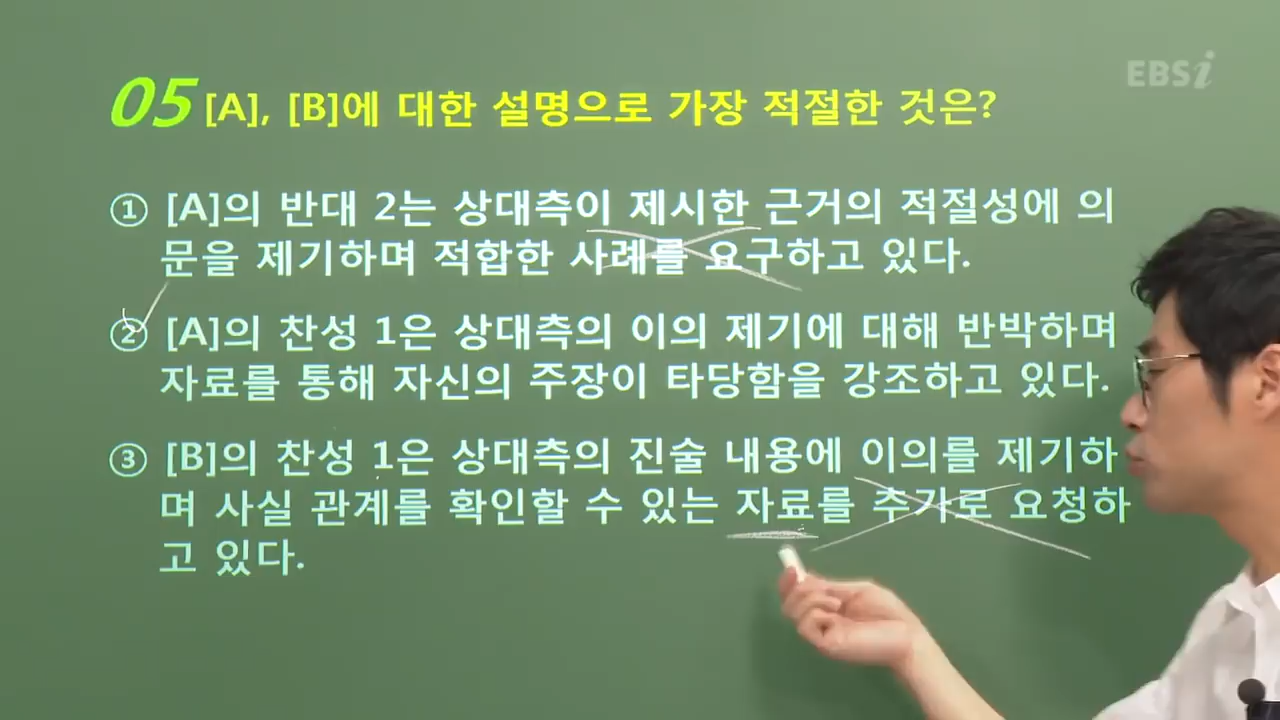 EBSi
05 [A], [B]에 대한 설명으로 가장 적절한 것은?
① [A]의 반대 2는 상대측이 제시한 근거의 적절성에 의
문을 제기하며 적합한 사례를 요구하고 있다.
② [A]의 찬성 1은 상대측의 이의 제기에 대해 반박하며
자료를 통해 자신의 주장이 타당함을 강조하고 있다.
③ [B]의 찬성 1은 상대측의 진술 내용에 이의를 제기하
며 사실 관계를 확인할 수 있는 자료를 추가로 요청하
고 있다.